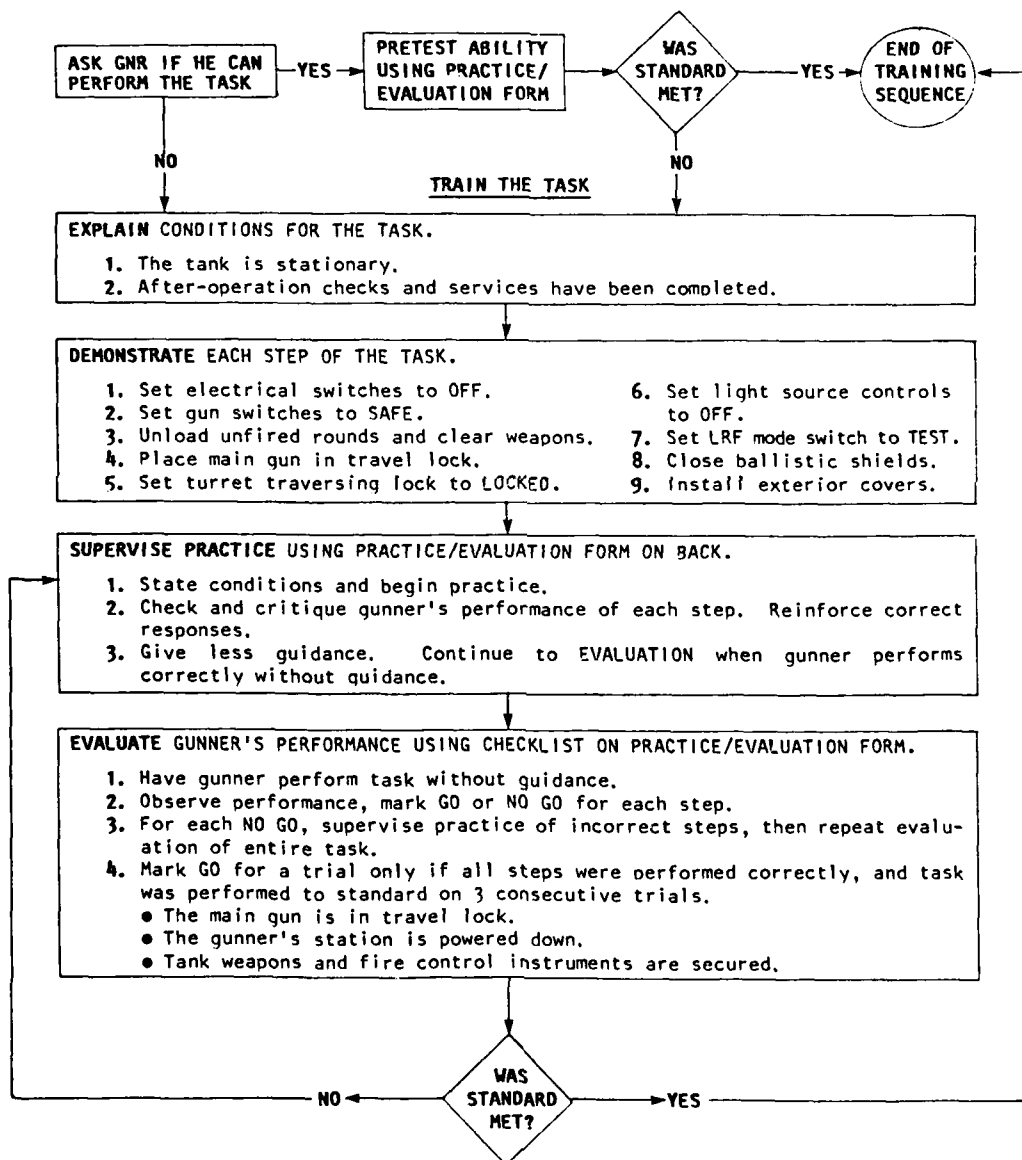 ASK GNR IF HE CAN
PERFORM THE TASK
YES
PRETEST ABILITY
USING PRACTICE/
EVALUATION FORM
WAS
STANDARD
MET?
YES
END OF
TRAINING
SEQUENCE
NO
NO
TRAIN THE TASK
EXPLAIN CONDITIONS FOR THE TASK.
1. The tank is stationary.
2. After-operation checks and services have been completed.
DEMONSTRATE EACH STEP OF THE TASK.
1. Set electrical switches to OFF.
2. Set gun switches to SAFE.
3. Unload unfired rounds and clear weapons.
4. Place main gun in travel lock.
5. Set turret traversing lock to LOCKED.
6. Set light source controls
to OFF.
7. Set LRF mode switch to TEST.
8. Close ballistic shields.
9. Install exterior covers.
SUPERVISE PRACTICE USING PRACTICE/EVALUATION FORM ON BACK.
1. State conditions and begin practice.
2. Check and critique gunner's performance of each step. Reinforce correct
responses.
3. Give less guidance. Continue to EVALUATION when gunner performs
correctly without guidance.
EVALUATE GUNNER'S PERFORMANCE USING CHECKLIST ON PRACTICE/EVALUATION FORM.
1. Have gunner perform task without guidance.
2. Observe performance, mark GO or NO GO for each step.
3. For each NO GO, supervise practice of incorrect steps, then repeat evalu-
ation of entire task.
4. Mark GO for a trial only if all steps were performed correctly, and task
was performed to standard on 3 consecutive trials.
● The main gun is in travel lock.
● The gunner's station is powered down.
● Tank weapons and fire control instruments are secured.
NO
WAS
STANDARD
MET?
YES